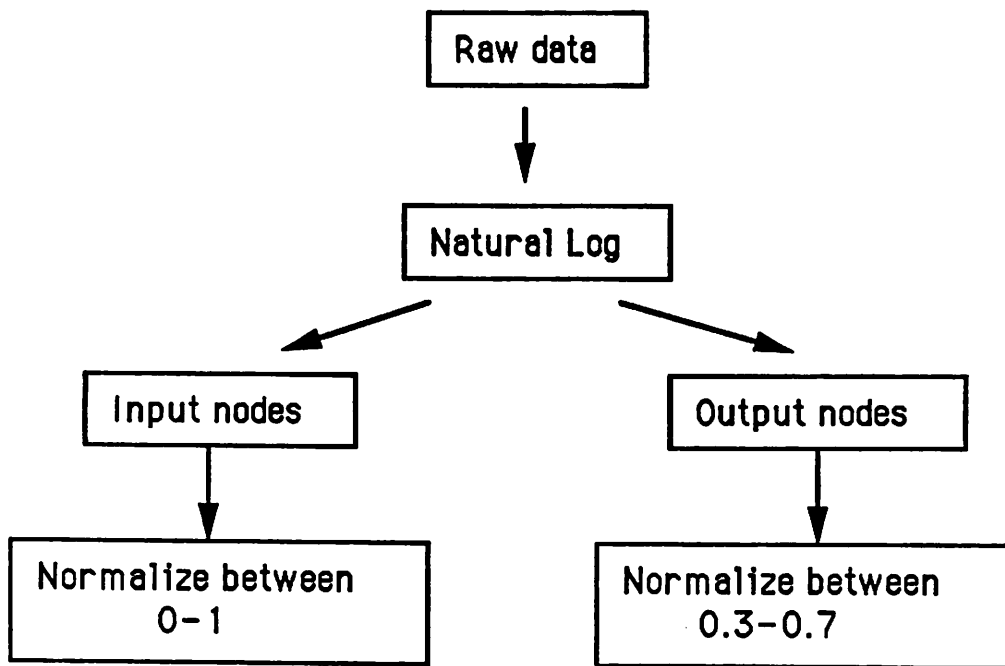 Raw data
Natural Log
Input nodes
Output nodes
Normalize between
0-1
Normalize between
0.3-0.7